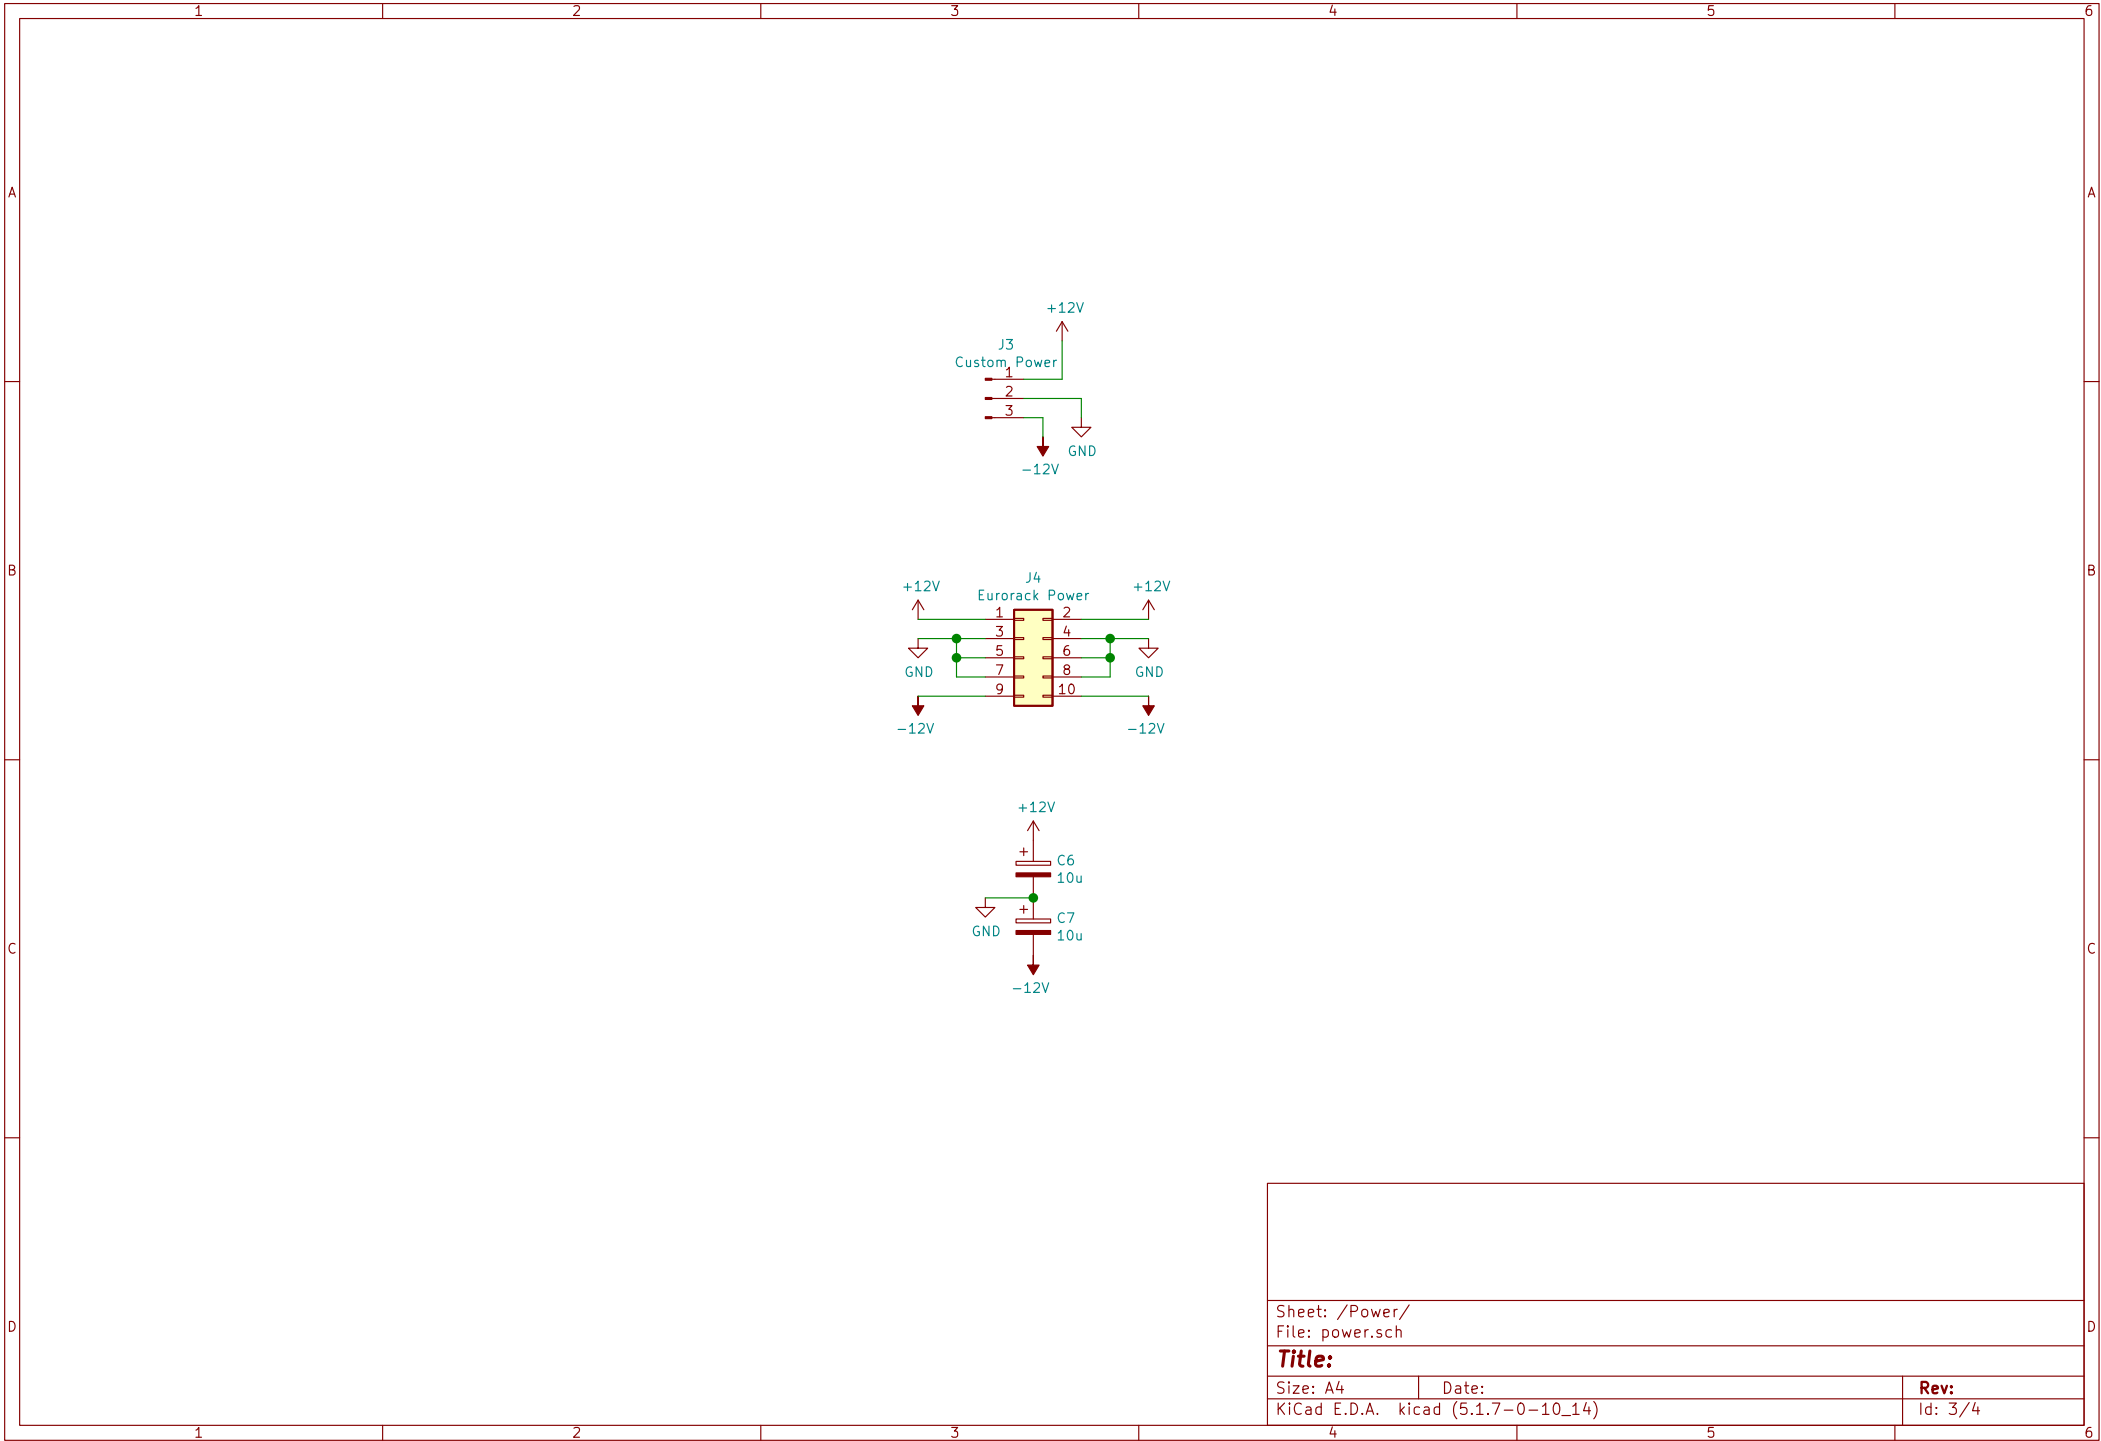 1 2 3 4 5 6
A A
+12V
J3
Custom Power
1
2
3
GND
-12V
B B
J4
+12V +12V
Eurorack Power
1 2
3 4
5 6
7 8
GND GND
9 10
-12V -12V
+12V
+ C6
10u
+ C7
GND 10u
C C
-12V
Sheet: /Power/
File: power.sch
D D
Title:
Size: A4 Date: Rev:
KiCad E.D.A. kicad (5.1.7-0-10_14) Id: 3/4
1 2 3 4 5 6